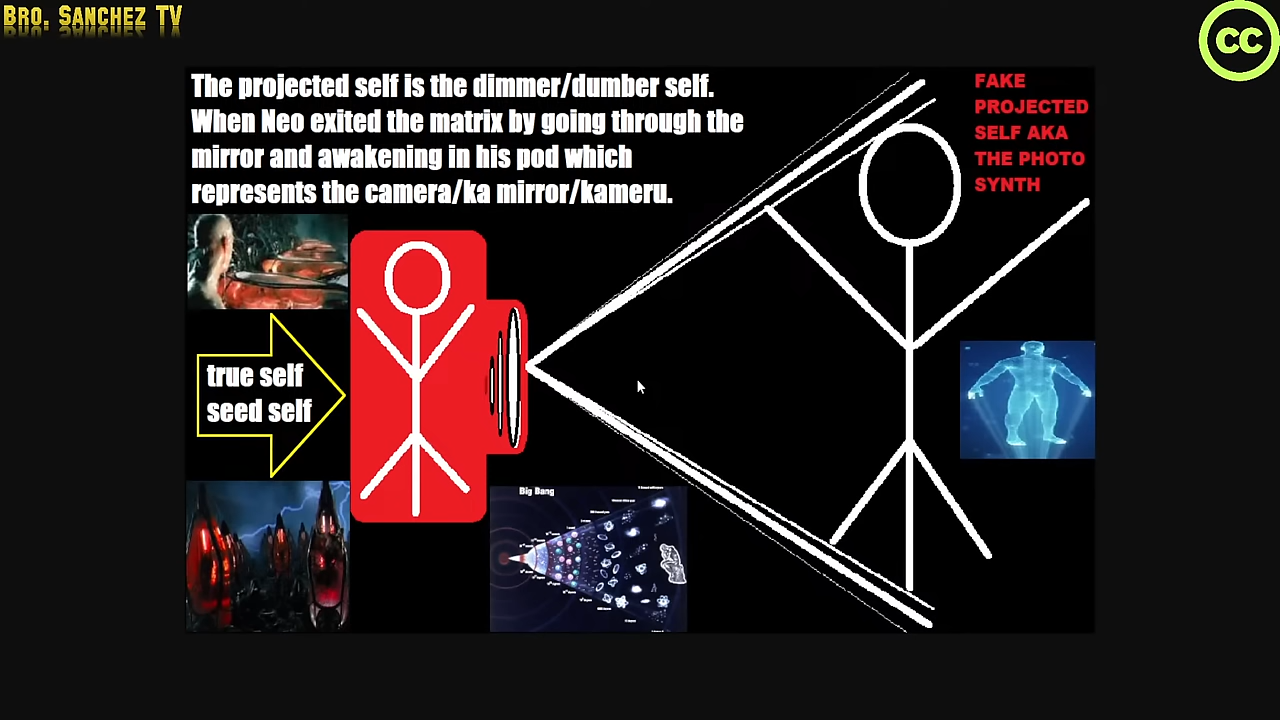 Bro. Sanchez TV
CC
The projected self is the dimmer/dumber self.
When Neo exited the matrix by going through the
mirror and awakening in his pod which
represents the camera/ka mirror/kameru.
FAKE
PROJECTED
SELF AKA
THE PHOTO
SYNTH
true self
seed self
Big Bang